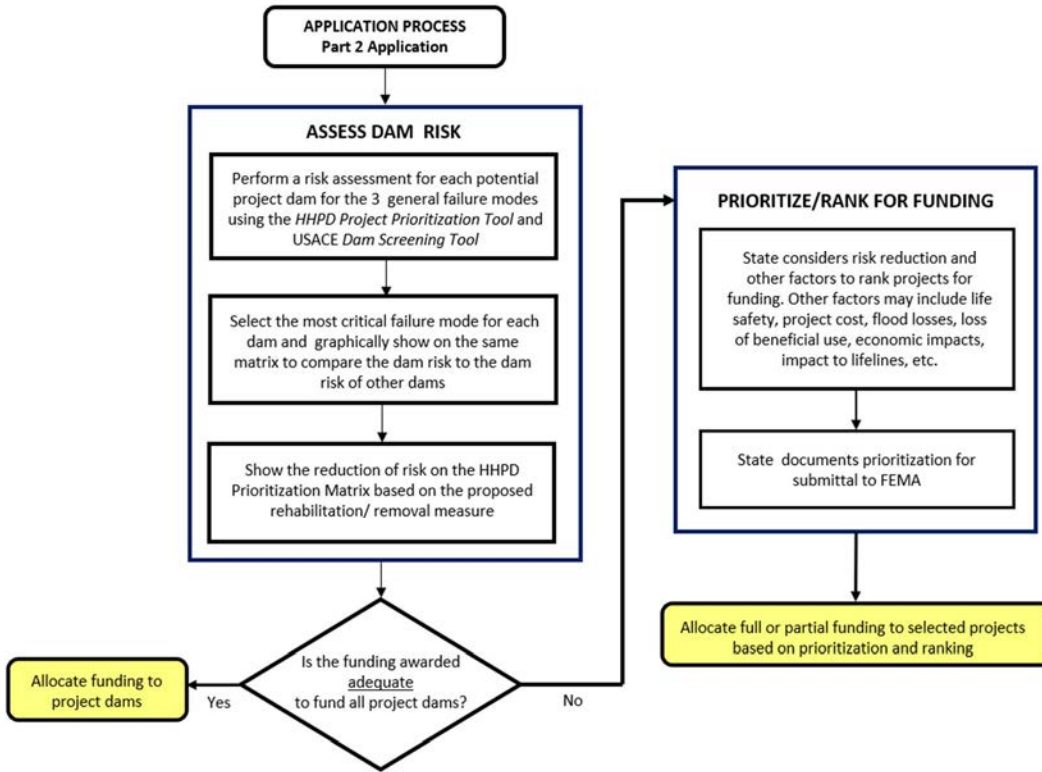 APPLICATION PROCESS
Part 2 Application
ASSESS DAM RISK
Perform a risk assessment for each potential
project dam for the 3 general failure modes
using the HHPD Project Prioritization Tool and
USACE Dam Screening Tool
Select the most critical failure mode for each
dam and graphically show on the same
matrix to compare the dam risk to the dam
risk of other dams
Show the reduction of risk on the HHPD
Prioritization Matrix based on the proposed
rehabilitation/ removal measure
Is the funding awarded
adequate
to fund all project dams?
Yes
No
Allocate funding to
project dams
PRIORITIZE/RANK FOR FUNDING
State considers risk reduction and
other factors to rank projects for
funding. Other factors may include life
safety, project cost, flood losses, loss
of beneficial use, economic impacts,
impact to lifelines, etc.
State documents prioritization for
submittal to FEMA
Allocate full or partial funding to selected projects
based on prioritization and ranking